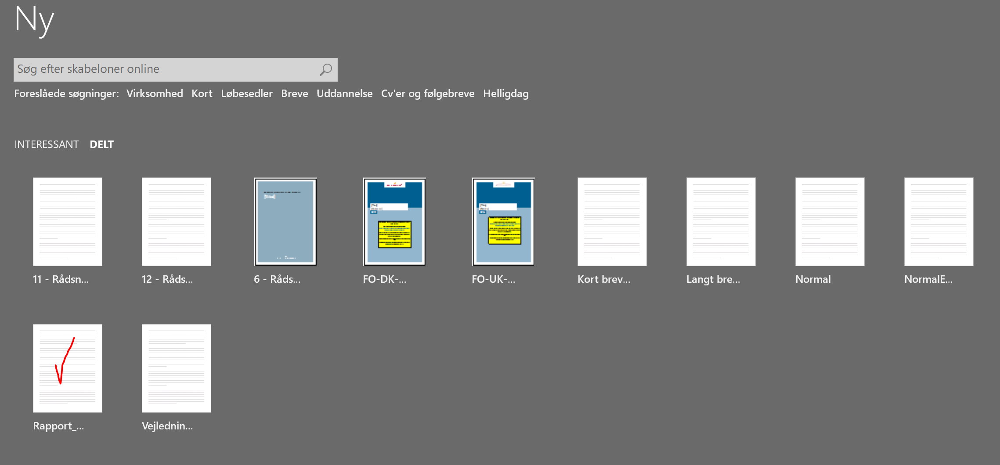 Ny
Søg efter skabeloner online
Foreslåede søgninger: Virksomhed Kort Løbesedler Breve Uddannelse Cv'er og følgebreve Helligdag
INTERESSANT DELT
11 - Rådsn... 12 - Råds... 6 - Råds... FO-DK-... FO-UK-... Kort brev... Langt bre... Normal NormalE...
Rapport_... Vejlednin...